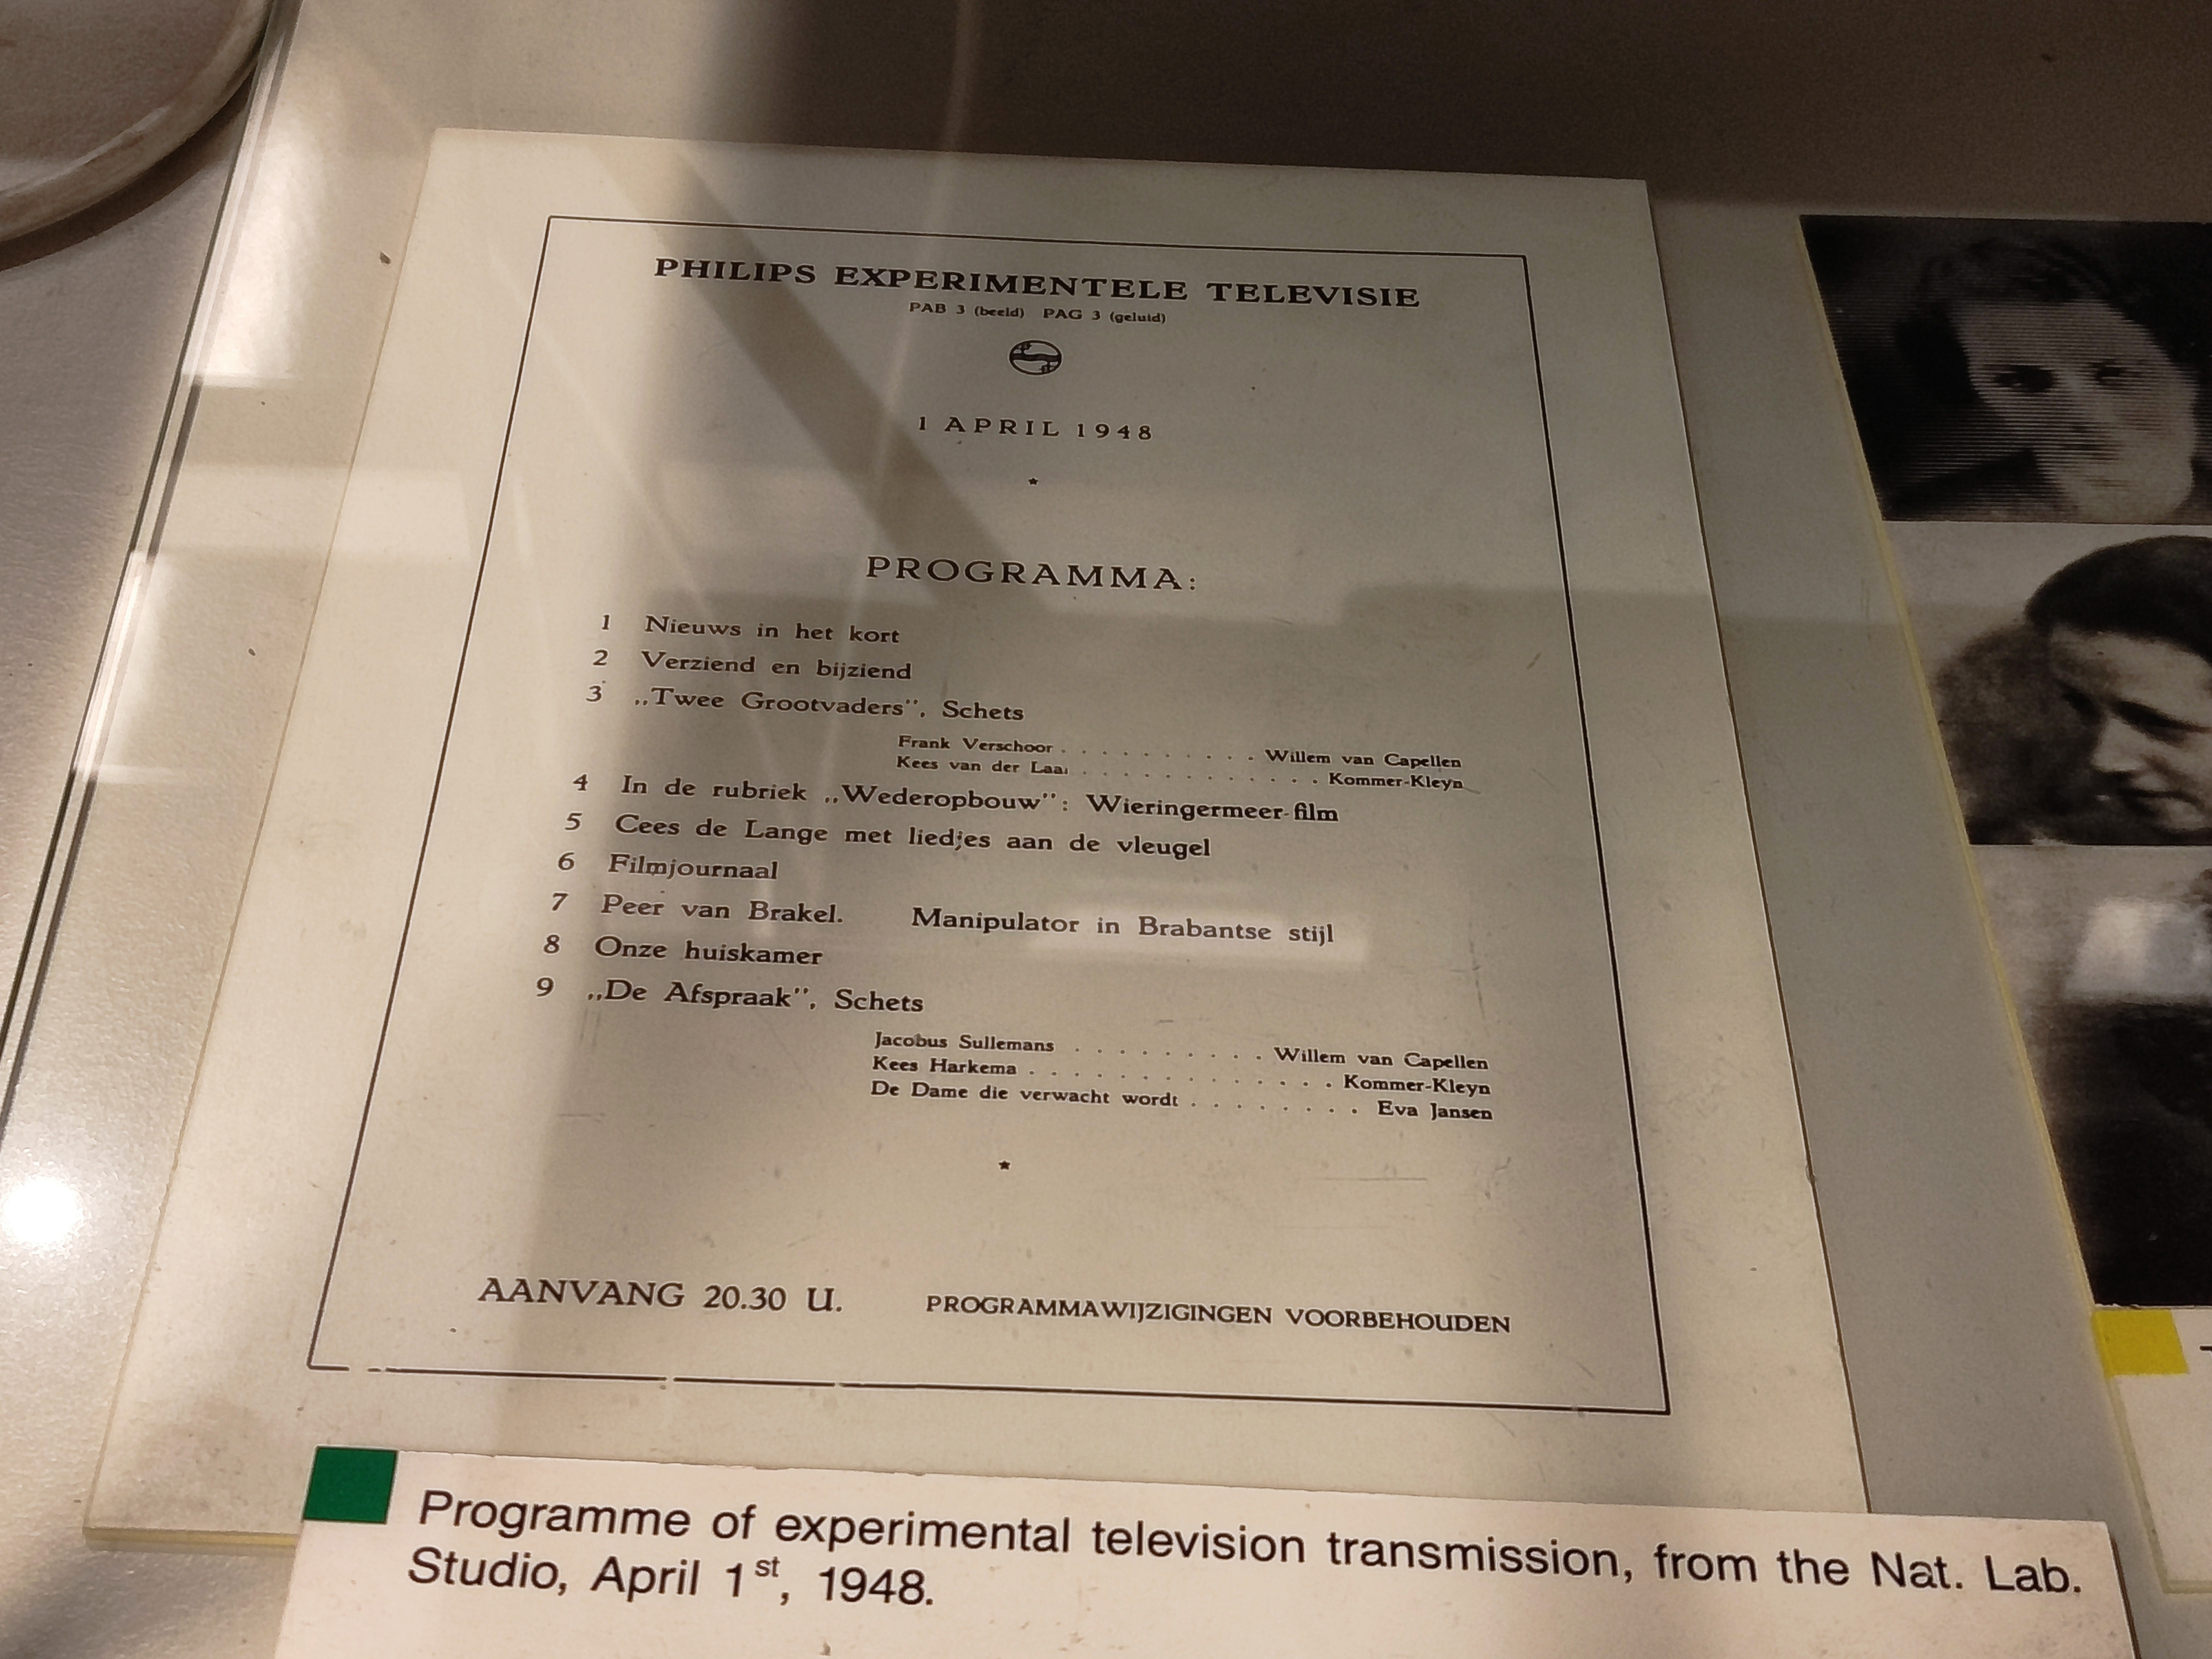 PHILIPS EXPERIMENTELE TELEVISIE
PAB 3 (beeld) PAG 3 (geluid)
1 APRIL 1948
PROGRAMMA:
1 Nieuws in het kort
2 Verziend en bijziend
3 „Twee Grootvaders”, Schets
Frank Verschoor . . . . . . . . . . Willem van Capellen
Kees van der Laar . . . . . . . . . . . . Kommer-Kleyn
4 In de rubriek „Wederopbouw”: Wieringermeer-film
5 Cees de Lange met liedjes aan de vleugel
6 Filmjournaal
7 Peer van Brakel. Manipulator in Brabantse stijl
8 Onze huiskamer
9 „De Afspraak”, Schets
Jacobus Sullemans . . . . . . . . . Willem van Capellen
Kees Harkema . . . . . . . . . . . . . Kommer-Kleyn
De Dame die verwacht wordt . . . . . . . . Eva Jansen
AANVANG 20.30 U. PROGRAMMAWIJZIGINGEN VOORBEHOUDEN
Programme of experimental television transmission, from the Nat. Lab.
Studio, April 1st, 1948.